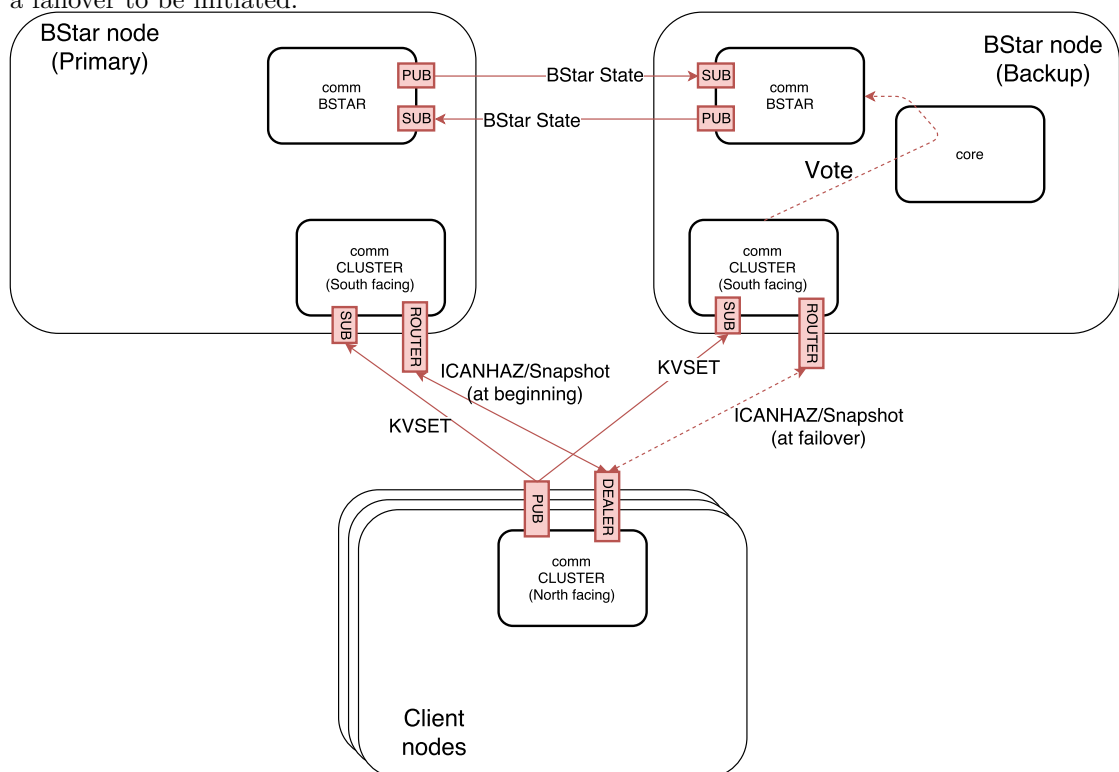 a failover to be initiated.
BStar node
(Primary)
comm
BSTAR
PUB
SUB
BStar State
BStar State
SUB
PUB
comm
BSTAR
BStar node
(Backup)
core
Vote
comm
CLUSTER
(South facing)
SUB
ROUTER
comm
CLUSTER
(South facing)
SUB
ROUTER
ICANHAZ/Snapshot
(at beginning)
KVSET
KVSET
ICANHAZ/Snapshot
(at failover)
PUB
DEALER
comm
CLUSTER
(North facing)
Client
nodes